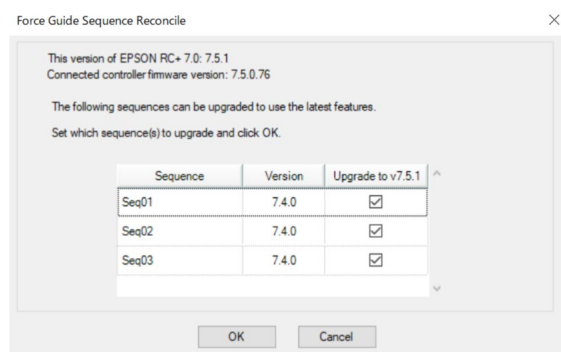 Force Guide Sequence Reconcile
This version of EPSON RC+ 7.0: 7.5.1
Connected controller firmware version: 7.5.0.76
The following sequences can be upgraded to use the latest features.
Set which sequence(s) to upgrade and click OK.
Sequence Version Upgrade to v7.5.1
Seq01 7.4.0
Seq02 7.4.0
Seq03 7.4.0
OK Cancel